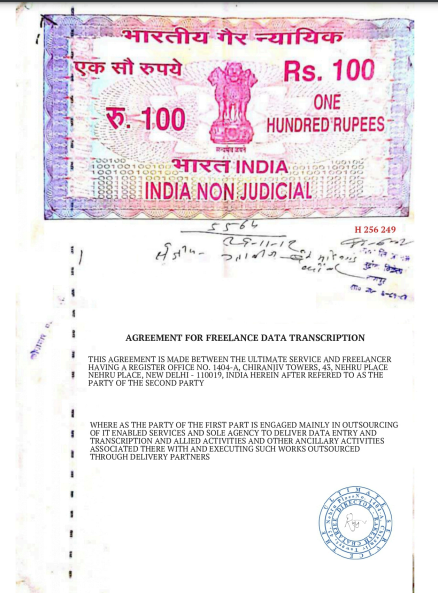 भारतीय गैर न्यायिक
एक सौ रुपये
Rs. 100
रु. 100
ONE
HUNDRED RUPEES
सत्यमेव जयते
भारत INDIA
INDIA NON JUDICIAL
5564
H 256 249
AGREEMENT FOR FREELANCE DATA TRANSCRIPTION
THIS AGREEMENT IS MADE BETWEEN THE ULTIMATE SERVICE AND FREELANCER
HAVING A REGISTER OFFICE NO. 1404-A, CHIRANJIV TOWERS, 43, NEHRU PLACE
NEHRU PLACE, NEW DELHI - 110019, INDIA HEREIN AFTER REFERED TO AS THE
PARTY OF THE SECOND PARTY
WHERE AS THE PARTY OF THE FIRST PART IS ENGAGED MAINLY IN OUTSOURCING
OF IT ENABLED SERVICES AND SOLE AGENCY TO DELIVER DATA ENTRY AND
TRANSCRIPTION AND ALLIED ACTIVITIES AND OTHER ANCILLARY ACTIVITIES
ASSOCIATED THERE WITH AND EXECUTING SUCH WORKS OUTSOURCED
THROUGH DELIVERY PARTNERS
ULTIMATE SERVICE
DIRECTOR